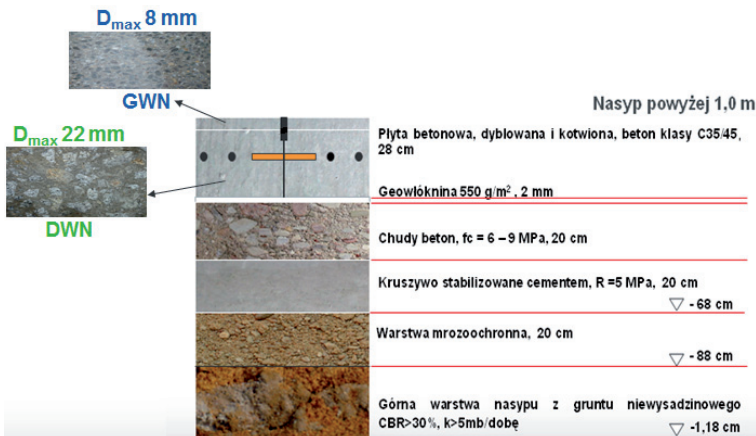 D_max 8 mm
GWN
D_max 22 mm
DWN
Nasyp powyżej 1,0 m
Płyta betonowa, dyblowana i kotwiona, beton klasy C35/45,
28 cm
Geowłóknina 550 g/m², 2 mm
Chudy beton, fc = 6 – 9 MPa, 20 cm
Kruszywo stabilizowane cementem, R =5 MPa, 20 cm
- 68 cm
Warstwa mrozoochronna, 20 cm
- 88 cm
Górna warstwa nasypu z gruntu niewysadzinowego
CBR>30%, k>5mb/dobę
-1,18 cm